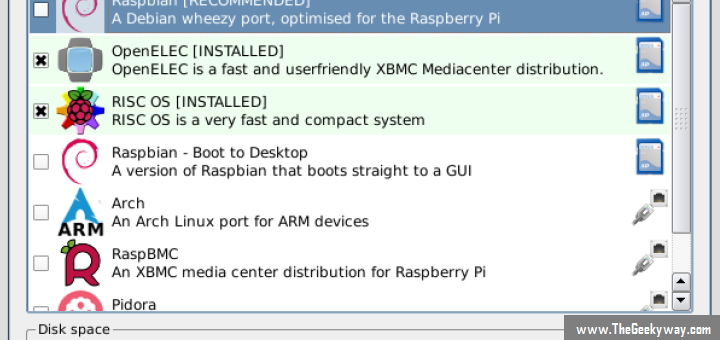 Raspbian [RECOMMENDED]
A Debian wheezy port, optimised for the Raspberry Pi
OpenELEC [INSTALLED]
OpenELEC is a fast and userfriendly XBMC Mediacenter distribution.
RISC OS [INSTALLED]
RISC OS is a very fast and compact system
Raspbian - Boot to Desktop
A version of Raspbian that boots straight to a GUI
Arch
An Arch Linux port for ARM devices
ARM
RaspBMC
An XBMC media center distribution for Raspberry Pi
Pidora
Disk space
www.TheGeekyway.com